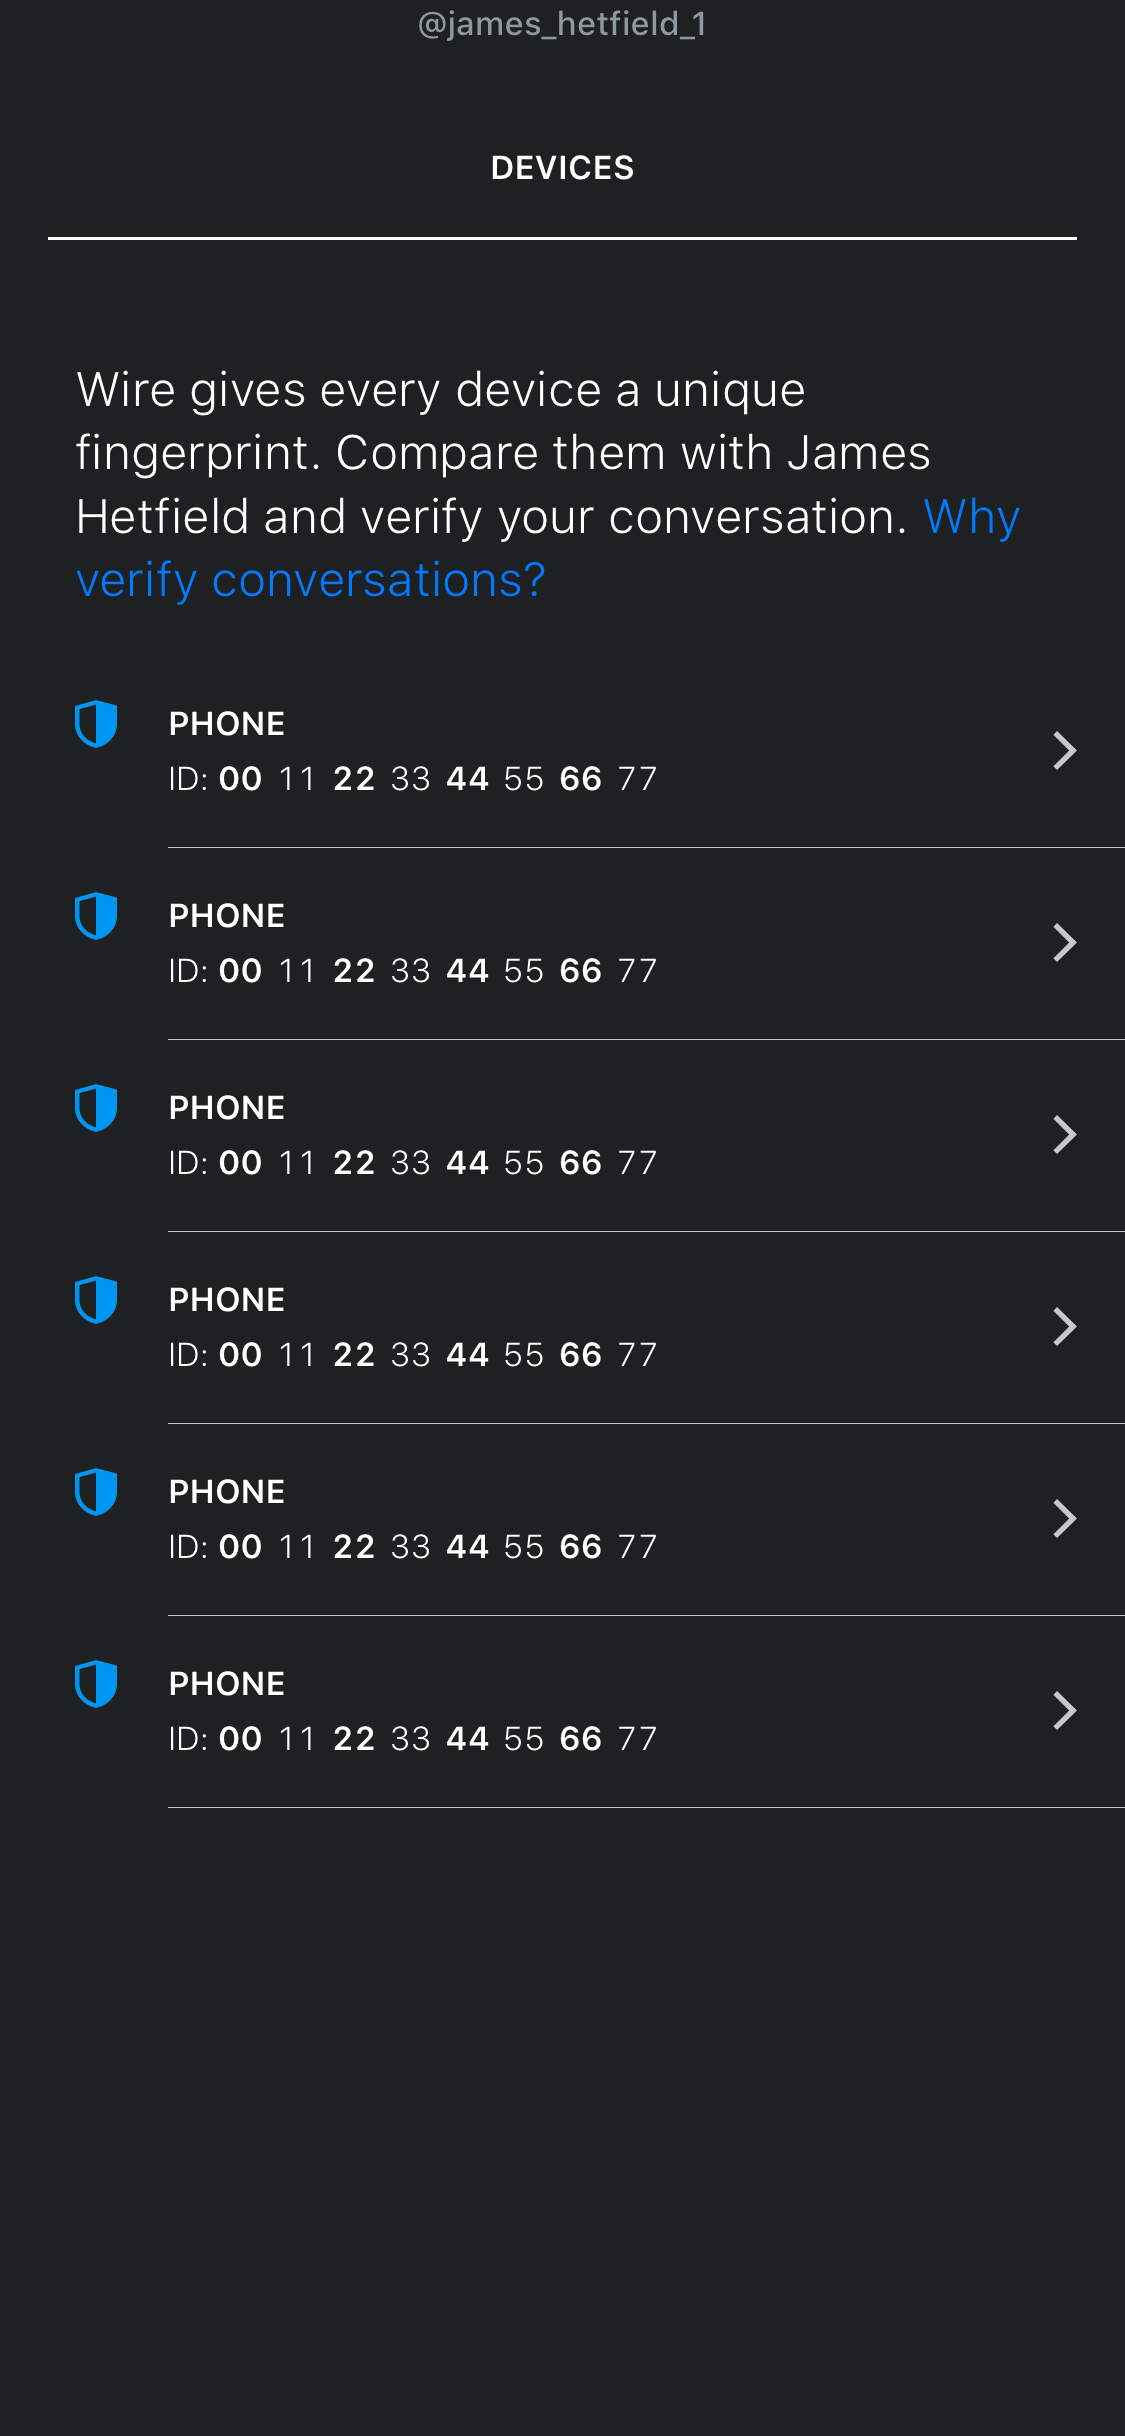 @james_hetfield_1
DEVICES
Wire gives every device a unique
fingerprint. Compare them with James
Hetfield and verify your conversation. Why
verify conversations?
PHONE
ID: 00 11 22 33 44 55 66 77
PHONE
ID: 00 11 22 33 44 55 66 77
PHONE
ID: 00 11 22 33 44 55 66 77
PHONE
ID: 00 11 22 33 44 55 66 77
PHONE
ID: 00 11 22 33 44 55 66 77
PHONE
ID: 00 11 22 33 44 55 66 77